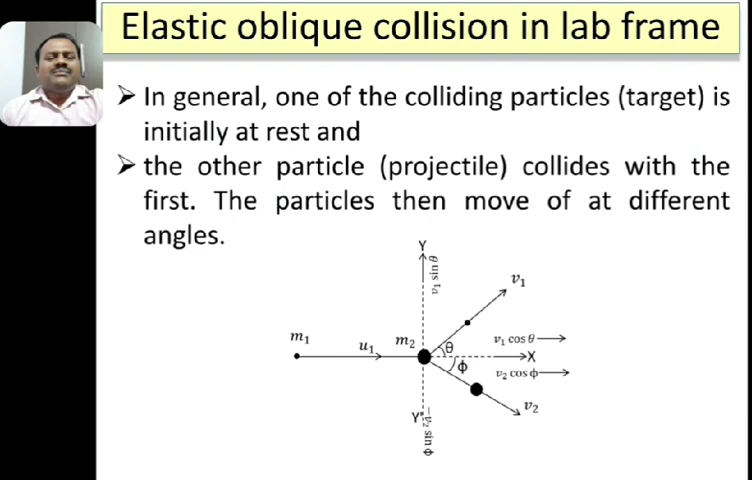 Elastic oblique collision in lab frame
➢ In general, one of the colliding particles (target) is
initially at rest and
➢ the other particle (projectile) collides with the
first. The particles then move of at different
angles.
Y
v₁ sin θ
v₁
m₁
u₁
m₂
θ
v₁ cos θ
X
ϕ
v₂ cos ϕ
v₂
Y'
−v₂ sin ϕ